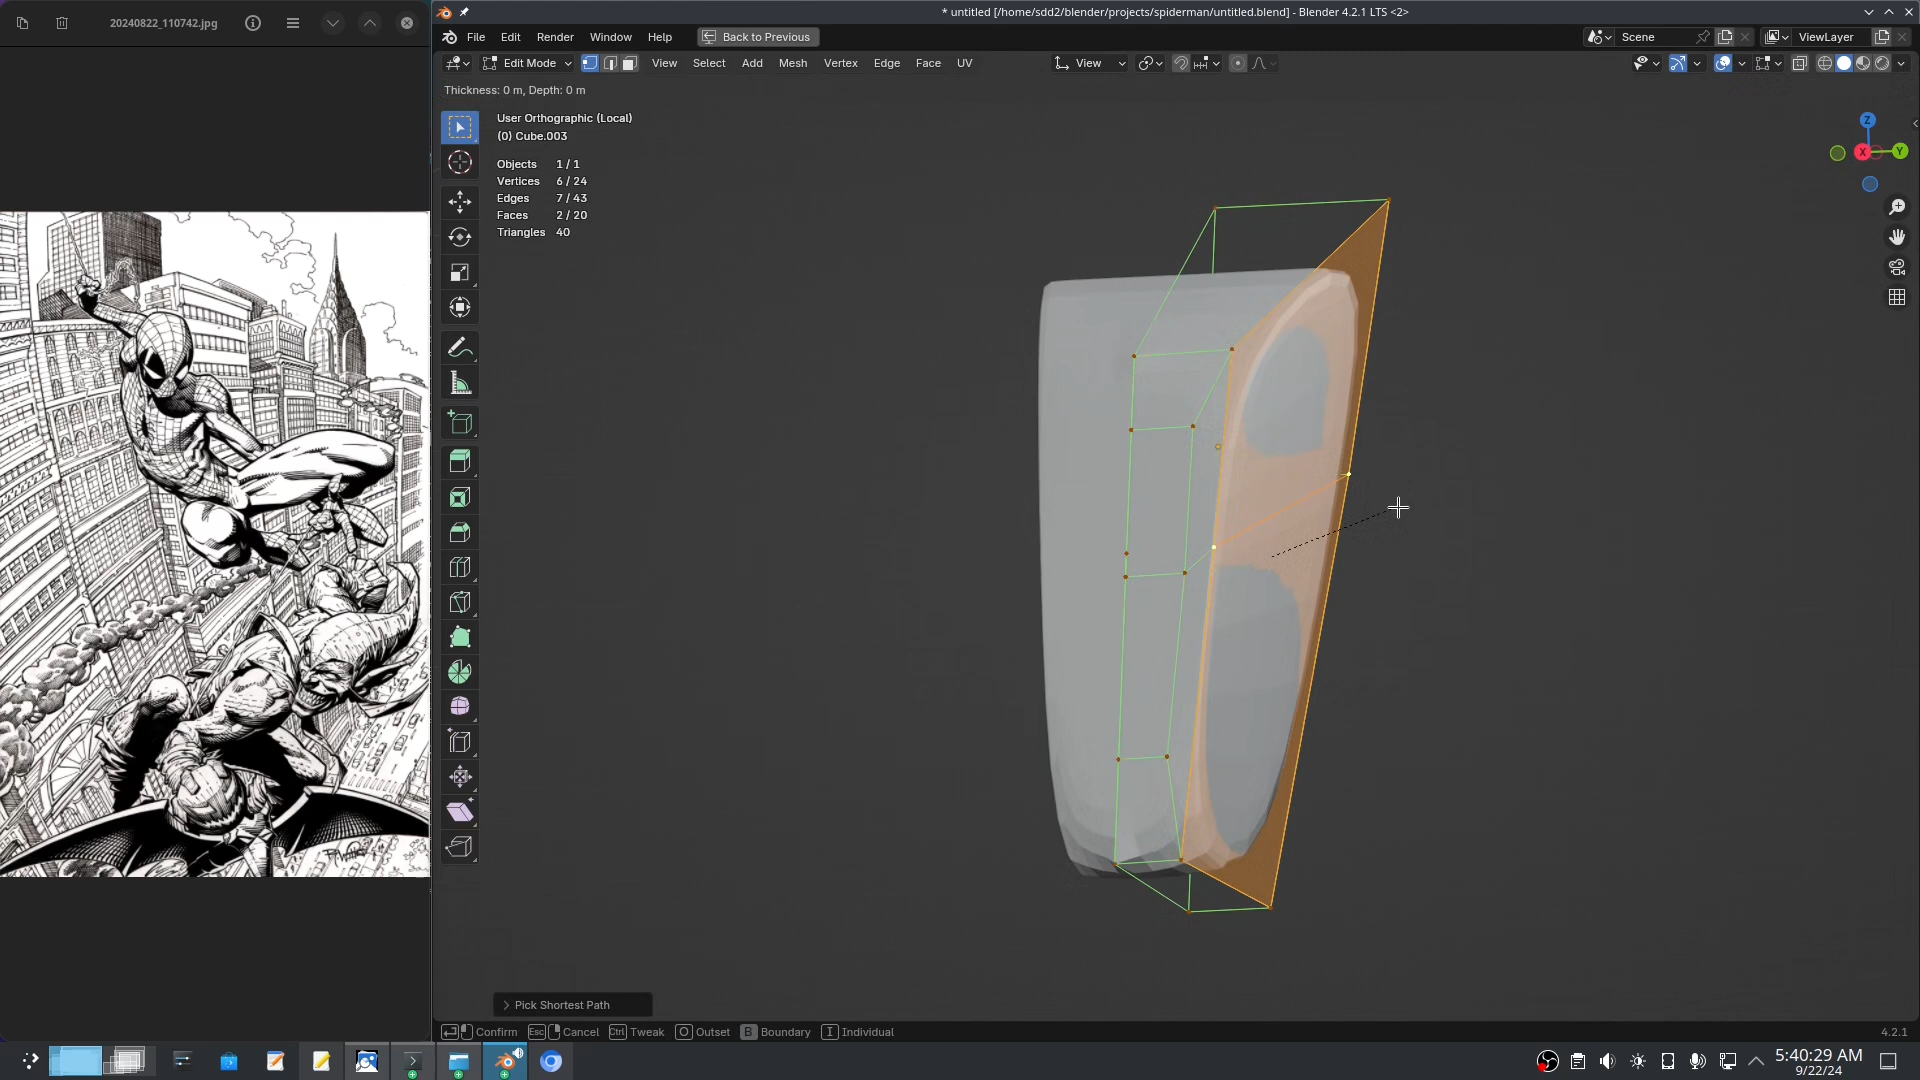 20240822_110742.jpg
* untitled [/home/sdd2/blender/projects/spiderman/untitled.blend] - Blender 4.2.1 LTS <2>
File Edit Render Window Help Back to Previous
Scene
ViewLayer
Edit Mode View Select Add Mesh Vertex Edge Face UV
View
Thickness: 0 m, Depth: 0 m
User Orthographic (Local)
(0) Cube.003
Objects 1 / 1
Vertices 6 / 24
Edges 7 / 43
Faces 2 / 20
Triangles 40
Z
X
Y
> Pick Shortest Path
Confirm Esc Cancel Ctrl Tweak O Outset B Boundary I Individual
4.2.1
5:40:29 AM
9/22/24